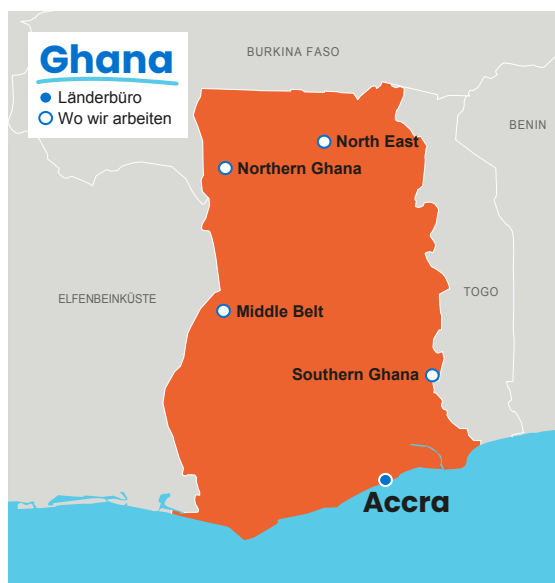 Ghana
Länderbüro
Wo wir arbeiten
BURKINA FASO
BENIN
North East
Northern Ghana
ELFENBEINKÜSTE
TOGO
Middle Belt
Southern Ghana
Accra